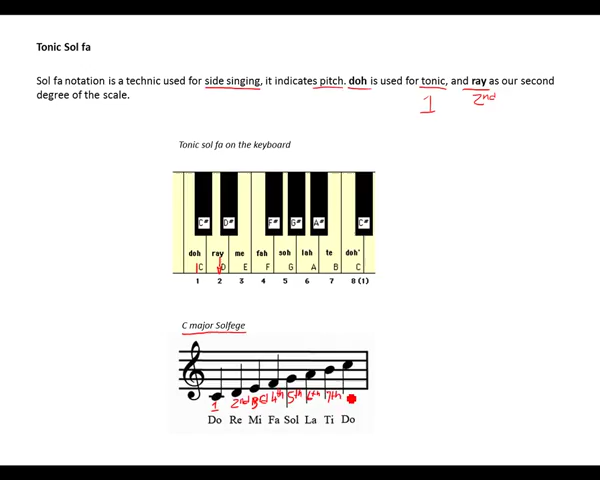 Tonic Sol fa
Sol fa notation is a technic used for side singing, it indicates pitch. doh is used for tonic, and ray as our second
degree of the scale.
1 2nd
Tonic sol fa on the keyboard
C# D# F# G# A# C#
doh ray me fah soh lah te doh'
C D E F G A B C
1 2 3 4 5 6 7 8 (1)
C major Solfege
1 2nd 3rd 4th 5th 6th 7th
Do Re Mi Fa Sol La Ti Do